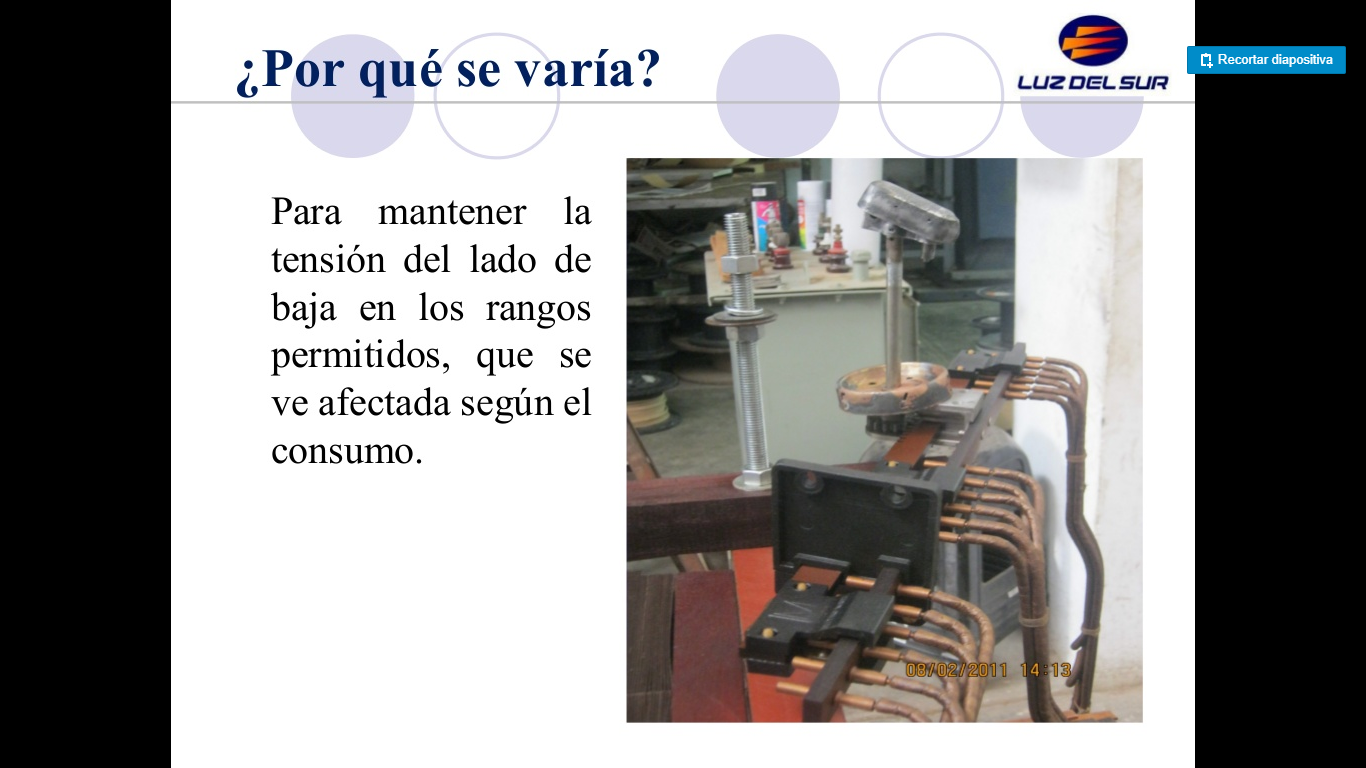 ¿Por qué se varía?
LUZ DEL SUR
Recortar diapositiva
Para mantener la
tensión del lado de
baja en los rangos
permitidos, que se
ve afectada según el
consumo.
08/02/2011 14:13